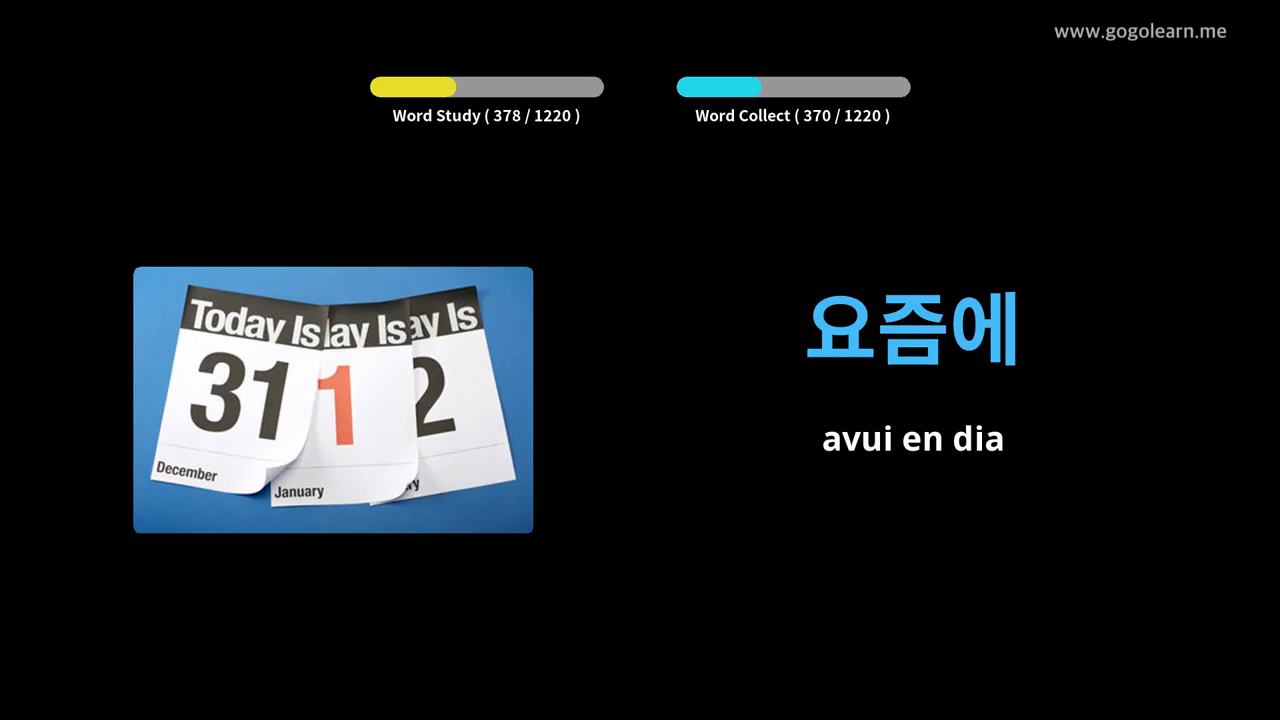 www.gogolearn.me
Word Study ( 378 / 1220 )
Word Collect ( 370 / 1220 )
Today Is
31
December
lay Is
1
January
ay Is
2
ry
요즘에
avui en dia